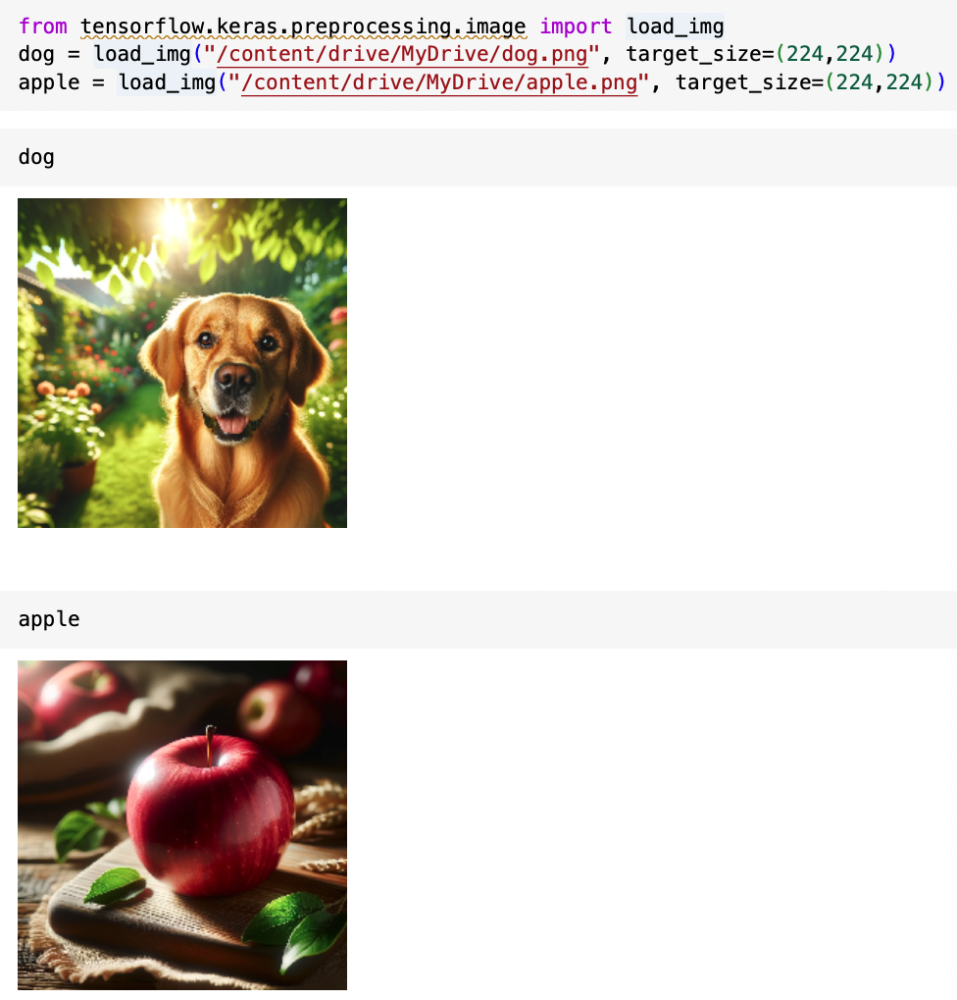 from tensorflow.keras.preprocessing.image import load_img
dog = load_img("/content/drive/MyDrive/dog.png", target_size=(224,224))
apple = load_img("/content/drive/MyDrive/apple.png", target_size=(224,224))
dog
apple